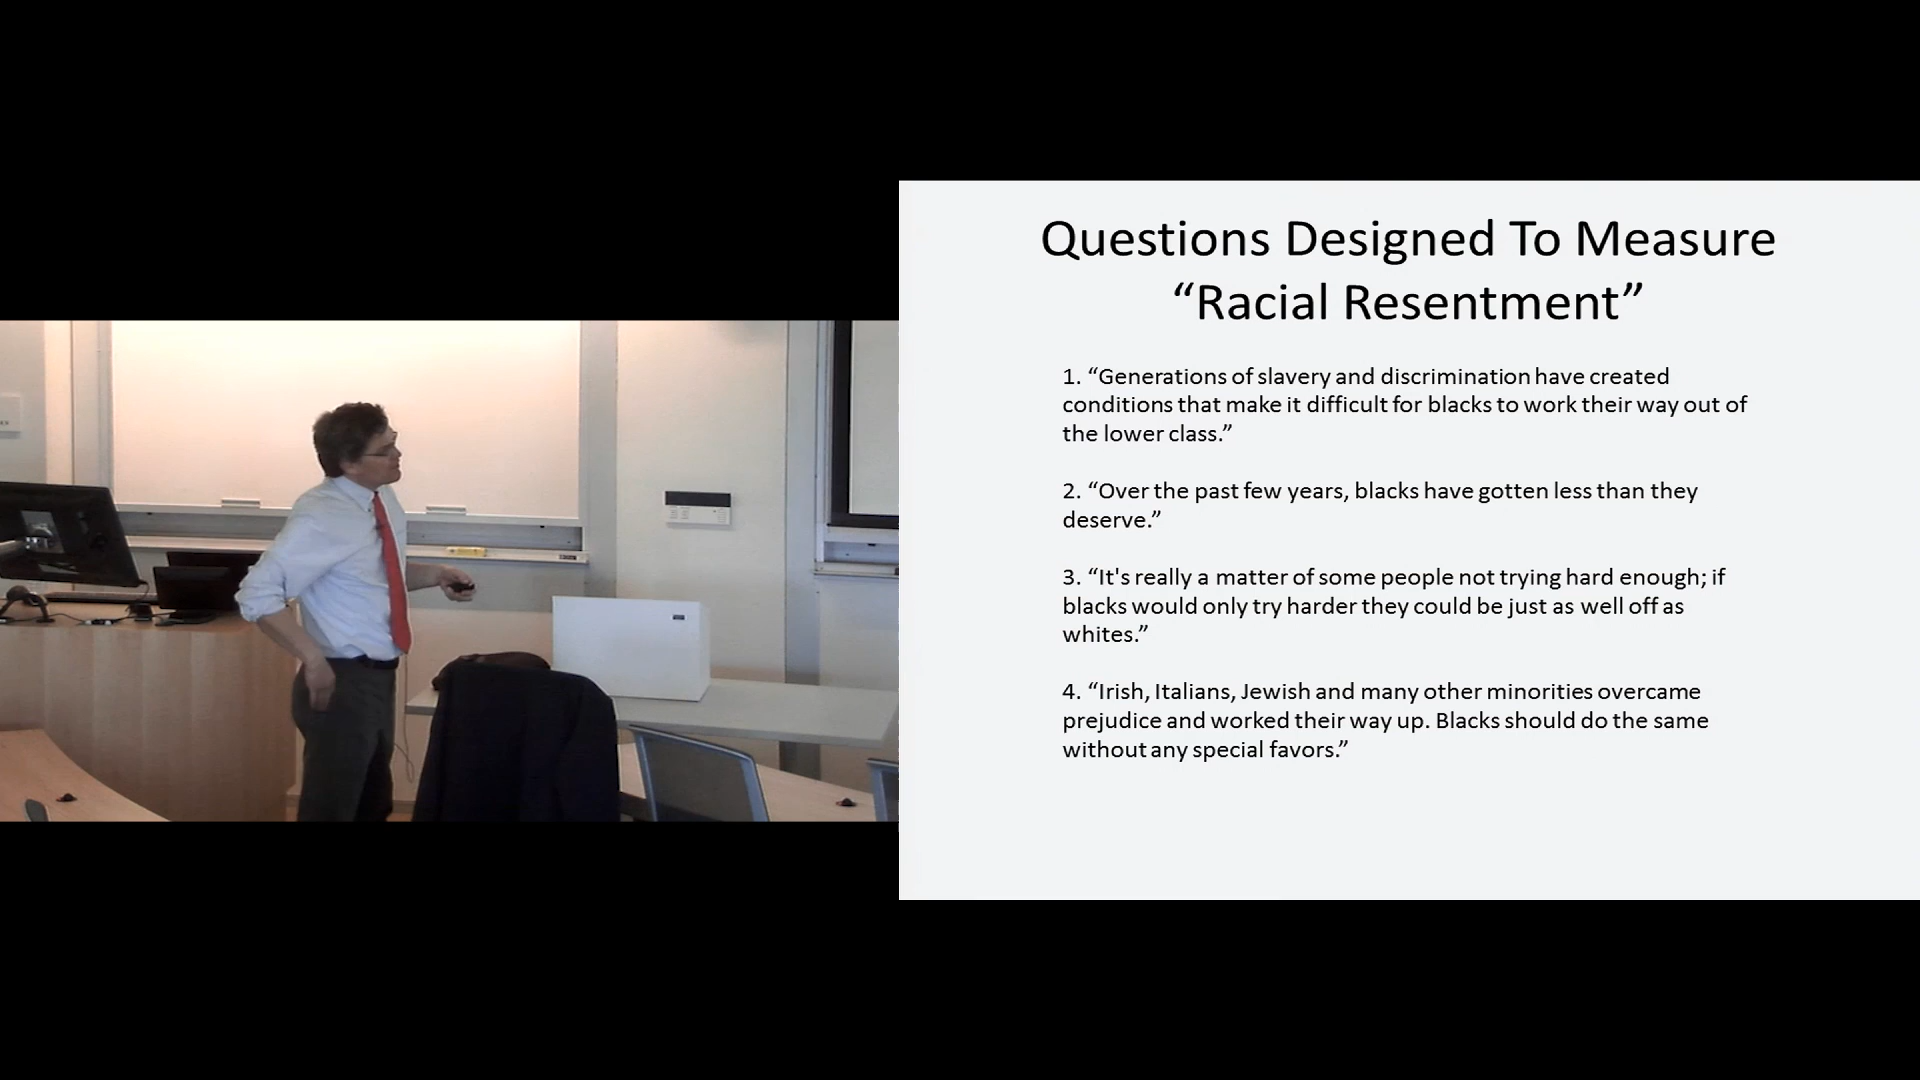 Questions Designed To Measure
“Racial Resentment”
1. “Generations of slavery and discrimination have created
conditions that make it difficult for blacks to work their way out of
the lower class.”
2. “Over the past few years, blacks have gotten less than they
deserve.”
3. “It's really a matter of some people not trying hard enough; if
blacks would only try harder they could be just as well off as
whites.”
4. “Irish, Italians, Jewish and many other minorities overcame
prejudice and worked their way up. Blacks should do the same
without any special favors.”